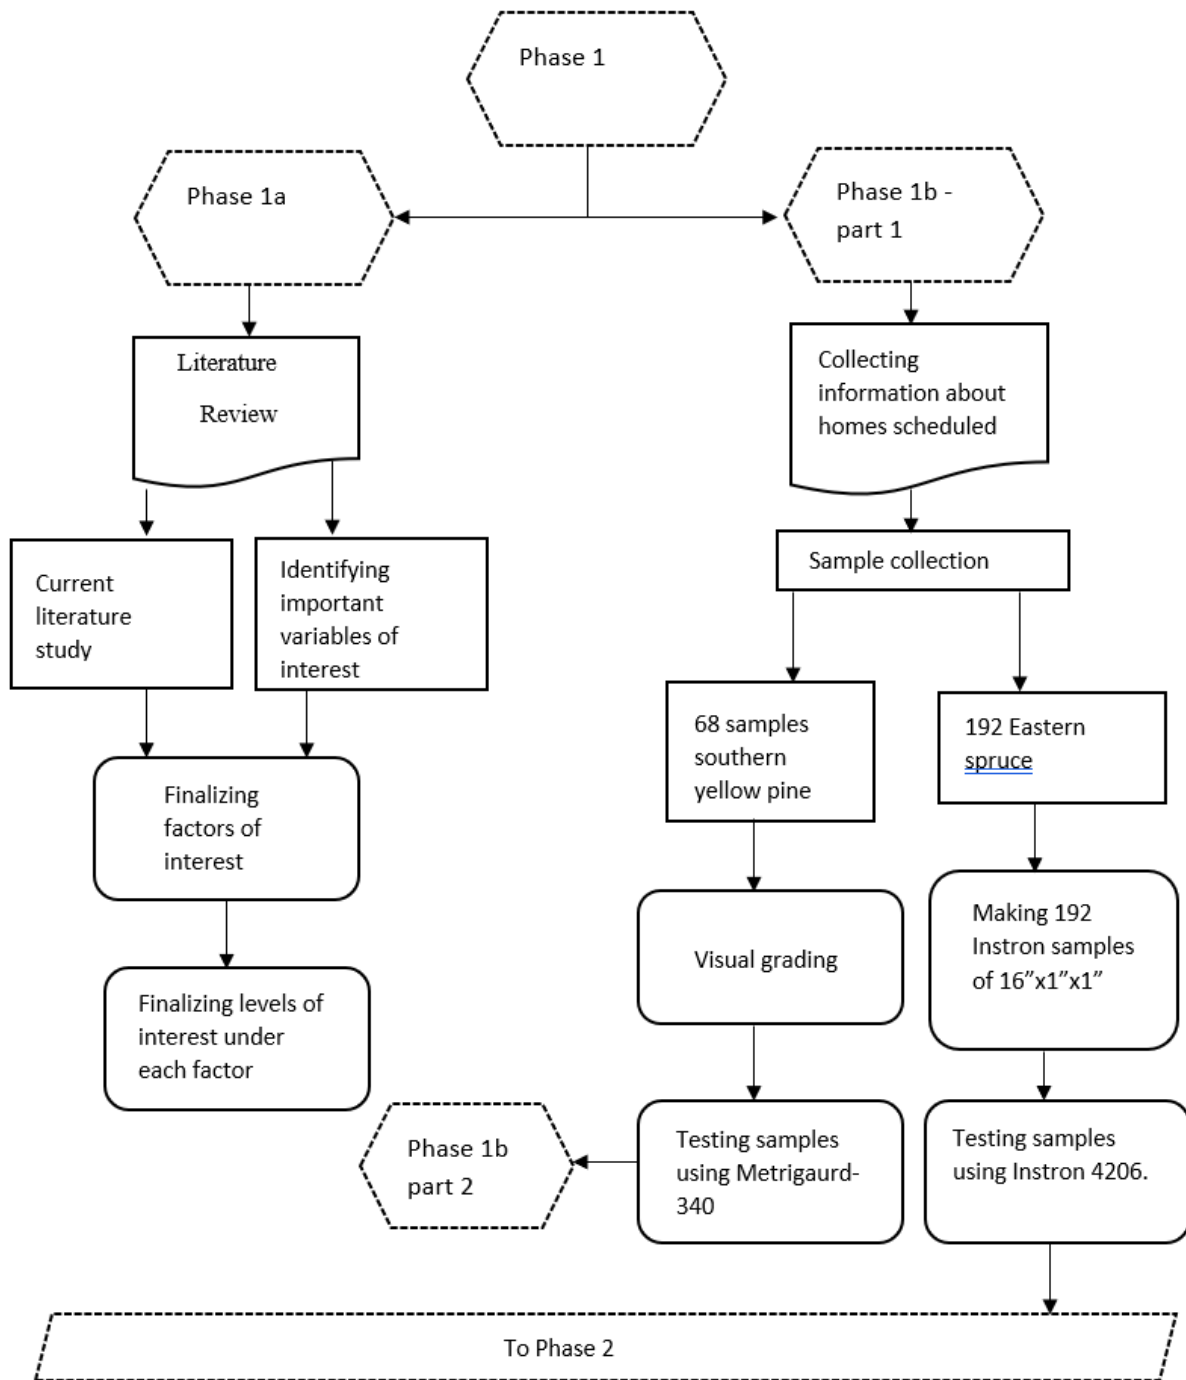 Phase 1
Phase 1a
Phase 1b -
part 1
Literature
Review
Collecting
information about
homes scheduled
Sample collection
Current
literature
study
Identifying
important
variables of
interest
68 samples
southern
yellow pine
192 Eastern
spruce
Finalizing
factors of
interest
Visual grading
Making 192
Instron samples
of 16”x1”x1”
Finalizing levels of
interest under
each factor
Phase 1b
part 2
Testing samples
using Metrigaurd-
340
Testing samples
using Instron 4206.
To Phase 2